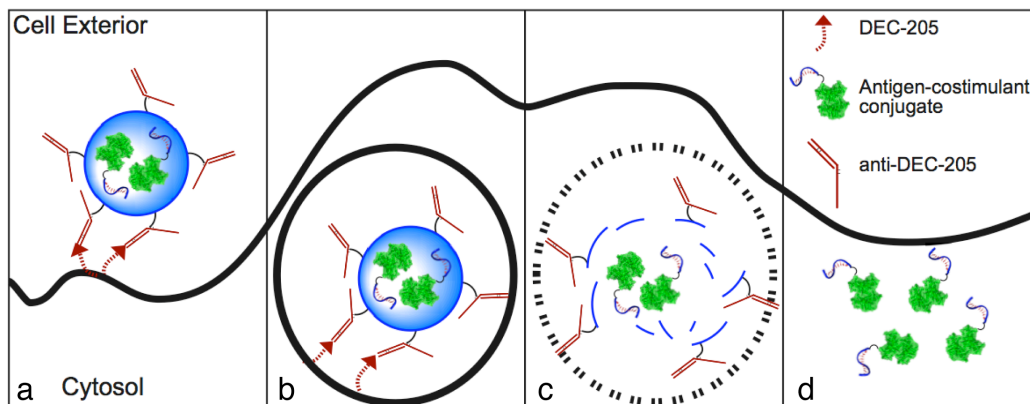 Cell Exterior
DEC-205
Antigen-costimulant
conjugate
anti-DEC-205
Cytosol
a
b
c
d